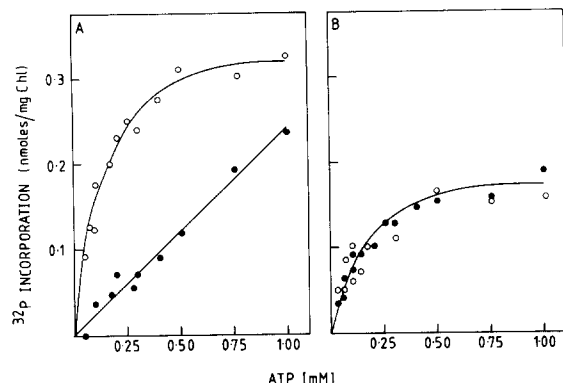 A
B
0·3
0·2
0·1
³²P INCORPORATION (nmoles/mg Chl)
0·25 0·50 0·75 1·00
0·25 0·50 0·75 1·00
ATP [mM]